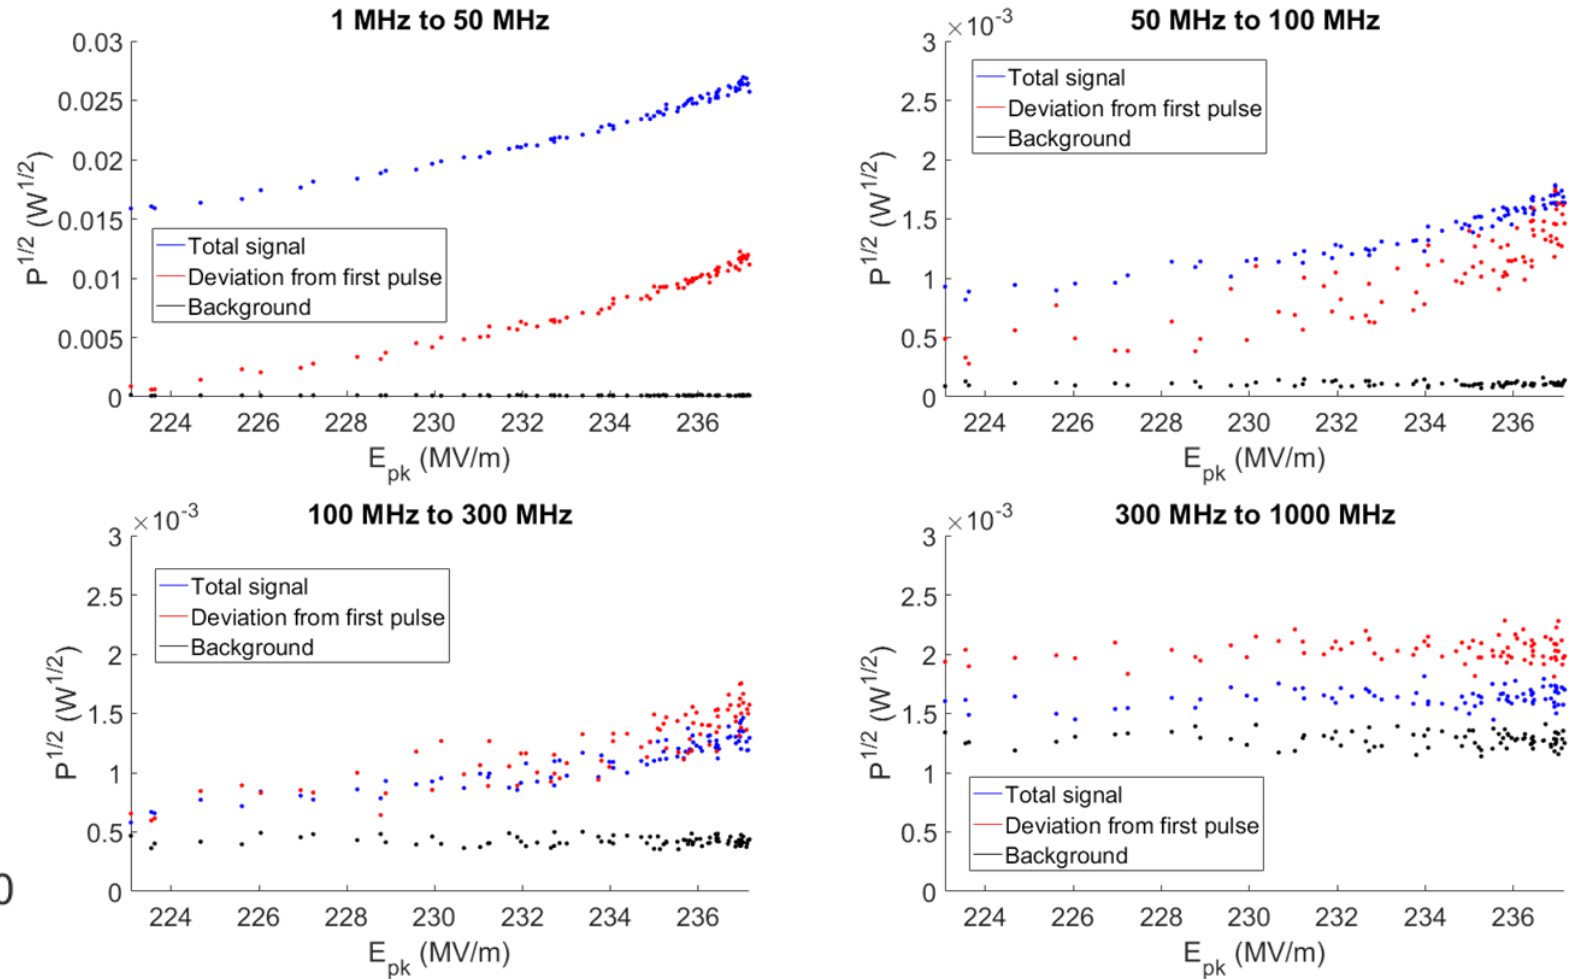 1 MHz to 50 MHz
0.03
0.025
0.02
0.015
0.01
0.005
0
P^1/2 (W^1/2)
Total signal
Deviation from first pulse
Background
224 226 228 230 232 234 236
E_pk (MV/m)
50 MHz to 100 MHz
×10^-3
3
2.5
2
1.5
1
0.5
0
P^1/2 (W^1/2)
Total signal
Deviation from first pulse
Background
224 226 228 230 232 234 236
E_pk (MV/m)
100 MHz to 300 MHz
×10^-3
3
2.5
2
1.5
1
0.5
0
P^1/2 (W^1/2)
Total signal
Deviation from first pulse
Background
224 226 228 230 232 234 236
E_pk (MV/m)
0
300 MHz to 1000 MHz
×10^-3
3
2.5
2
1.5
1
0.5
0
P^1/2 (W^1/2)
Total signal
Deviation from first pulse
Background
224 226 228 230 232 234 236
E_pk (MV/m)